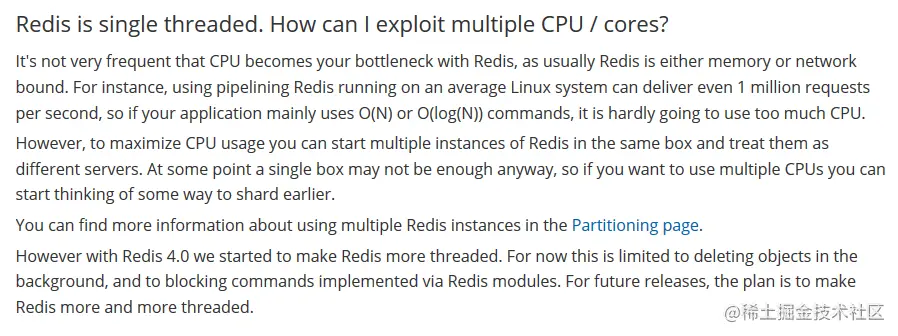 Redis is single threaded. How can I exploit multiple CPU / cores?
It's not very frequent that CPU becomes your bottleneck with Redis, as usually Redis is either memory or network
bound. For instance, using pipelining Redis running on an average Linux system can deliver even 1 million requests
per second, so if your application mainly uses O(N) or O(log(N)) commands, it is hardly going to use too much CPU.
However, to maximize CPU usage you can start multiple instances of Redis in the same box and treat them as
different servers. At some point a single box may not be enough anyway, so if you want to use multiple CPUs you can
start thinking of some way to shard earlier.
You can find more information about using multiple Redis instances in the Partitioning page.
However with Redis 4.0 we started to make Redis more threaded. For now this is limited to deleting objects in the
background, and to blocking commands implemented via Redis modules. For future releases, the plan is to make
Redis more and more threaded.
@稀土掘金技术社区